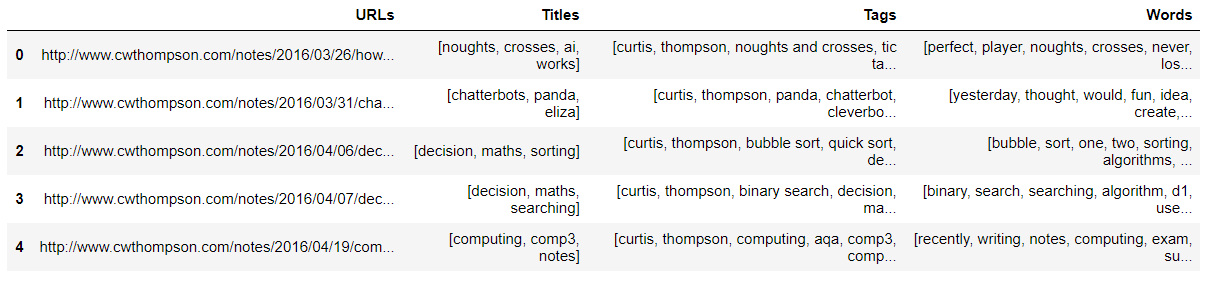 URLs Titles Tags Words
0 http://www.cwthompson.com/notes/2016/03/26/how... [noughts, crosses, ai, works] [curtis, thompson, noughts and crosses, tic ta... [perfect, player, noughts, crosses, never, los...
1 http://www.cwthompson.com/notes/2016/03/31/cha... [chatterbots, panda, eliza] [curtis, thompson, panda, chatterbot, cleverbo... [yesterday, thought, would, fun, idea, create,...
2 http://www.cwthompson.com/notes/2016/04/06/dec... [decision, maths, sorting] [curtis, thompson, bubble sort, quick sort, de... [bubble, sort, one, two, sorting, algorithms, ...
3 http://www.cwthompson.com/notes/2016/04/07/dec... [decision, maths, searching] [curtis, thompson, binary search, decision, ma... [binary, search, searching, algorithm, d1, use...
4 http://www.cwthompson.com/notes/2016/04/19/com... [computing, comp3, notes] [curtis, thompson, computing, aqa, comp3, comp... [recently, writing, notes, computing, exam, su...